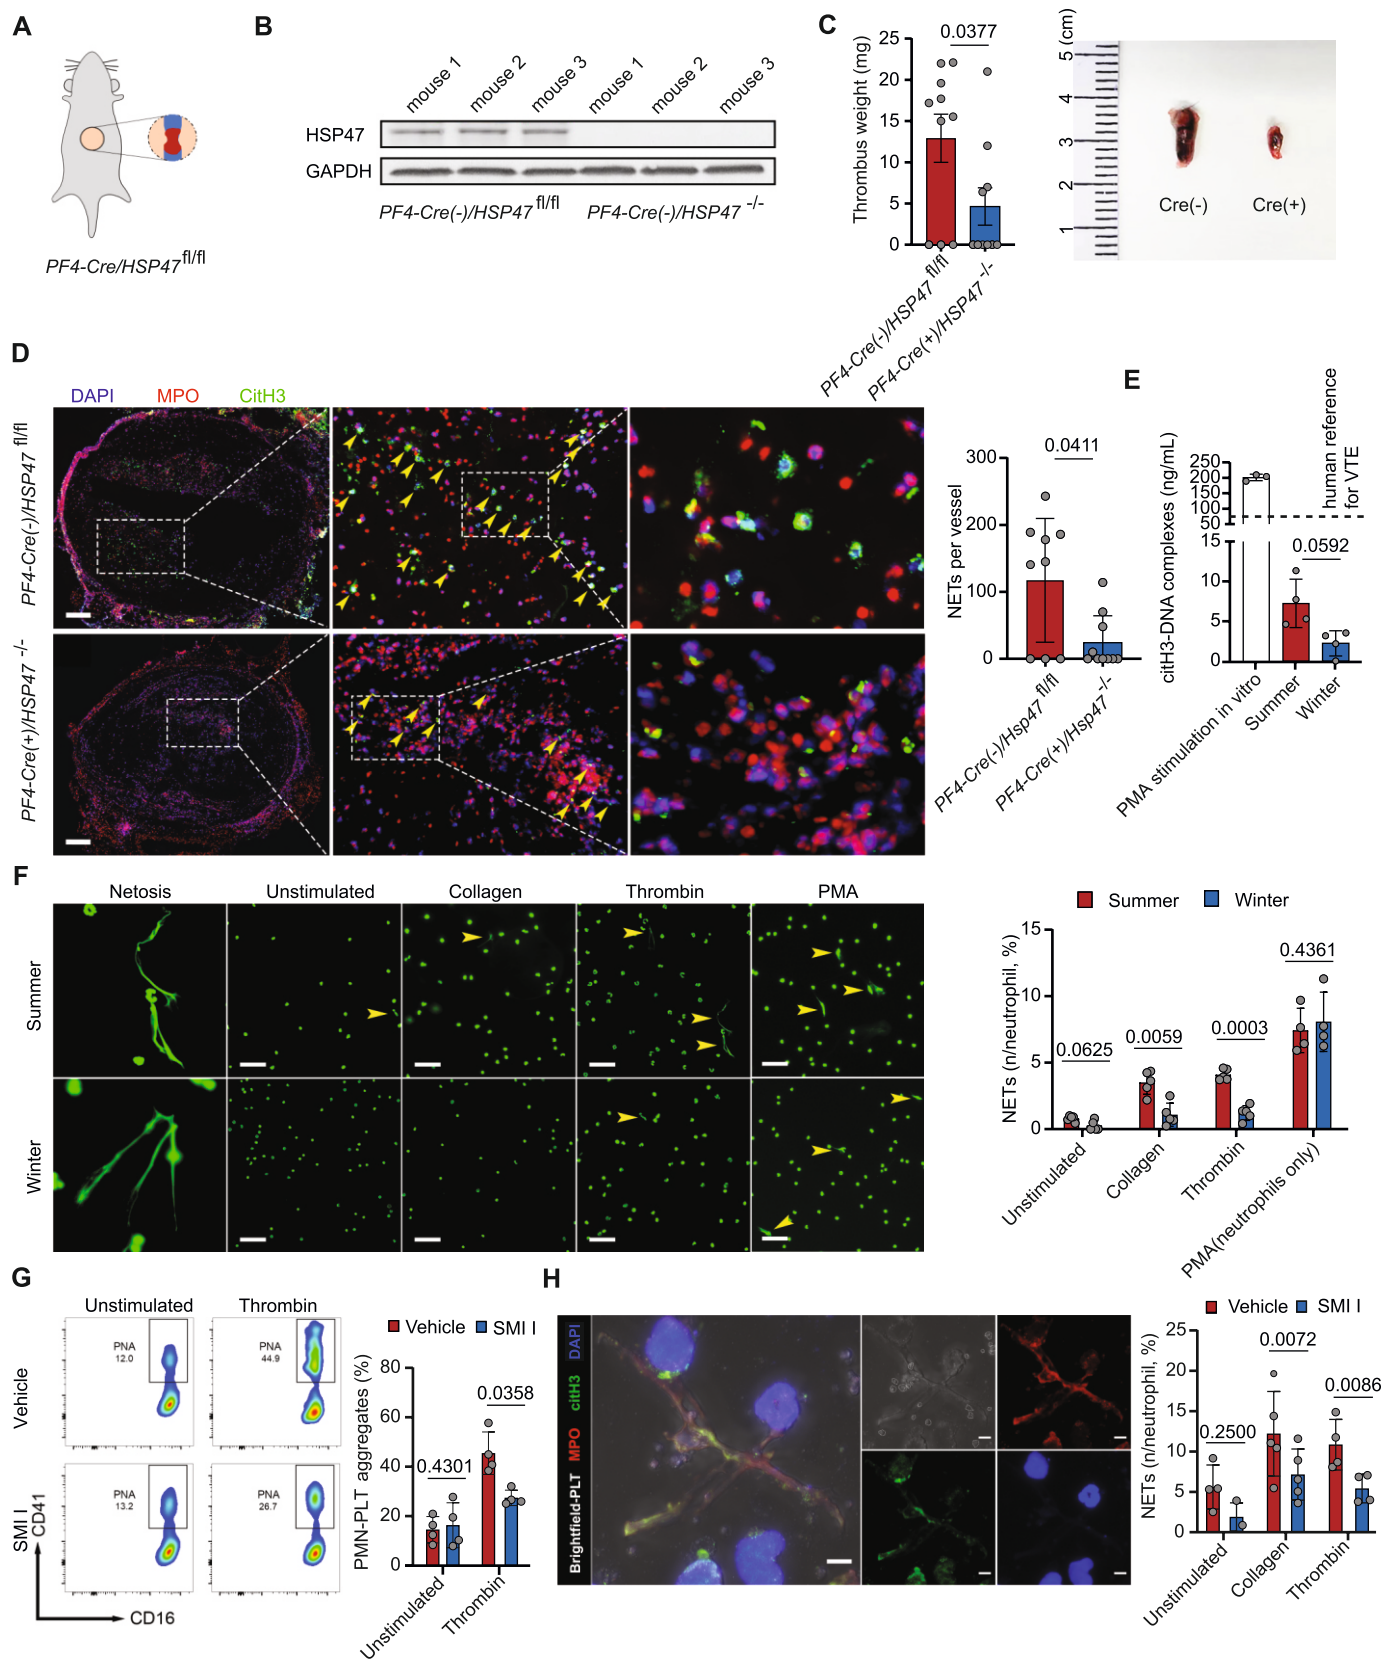 A
PF4-Cre/HSP47 fl/fl
B
mouse 1
mouse 2
mouse 3
mouse 1
mouse 2
mouse 3
HSP47
GAPDH
PF4-Cre(-)/HSP47 fl/fl
PF4-Cre(-)/HSP47 -/-
C
Thrombus weight (mg)
25
20
15
10
5
0
0.0377
PF4-Cre(-)/HSP47 fl/fl
PF4-Cre(+)/HSP47 -/-
5 (cm)
4
3
2
1
Cre(-)
Cre(+)
D
DAPI
MPO
CitH3
PF4-Cre(-)/HSP47 fl/fl
PF4-Cre(+)/HSP47 -/-
NETs per vessel
300
200
100
0
0.0411
PF4-Cre(-)/Hsp47 fl/fl
PF4-Cre(+)/Hsp47 -/-
E
citH3-DNA complexes (ng/mL)
250
200
150
100
50
15
10
5
0
human reference
for VTE
0.0592
PMA stimulation in vitro
Summer
Winter
F
Netosis
Unstimulated
Collagen
Thrombin
PMA
Summer
Winter
Summer
Winter
NETs (n/neutrophil, %)
15
10
5
0
0.0625
0.0059
0.0003
0.4361
Unstimulated
Collagen
Thrombin
PMA(neutrophils only)
G
Unstimulated
Thrombin
Vehicle
SMI I
PNA
12.0
PNA
44.9
PNA
13.2
PNA
26.7
CD41
CD16
Vehicle
SMI I
PMN-PLT aggregates (%)
80
60
40
20
0
0.4301
0.0358
Unstimulated
Thrombin
H
Brightfield-PLT MPO citH3 DAPI
Vehicle
SMI I
NETs (n/neutrophil, %)
25
20
15
10
5
0
0.2500
0.0072
0.0086
Unstimulated
Collagen
Thrombin